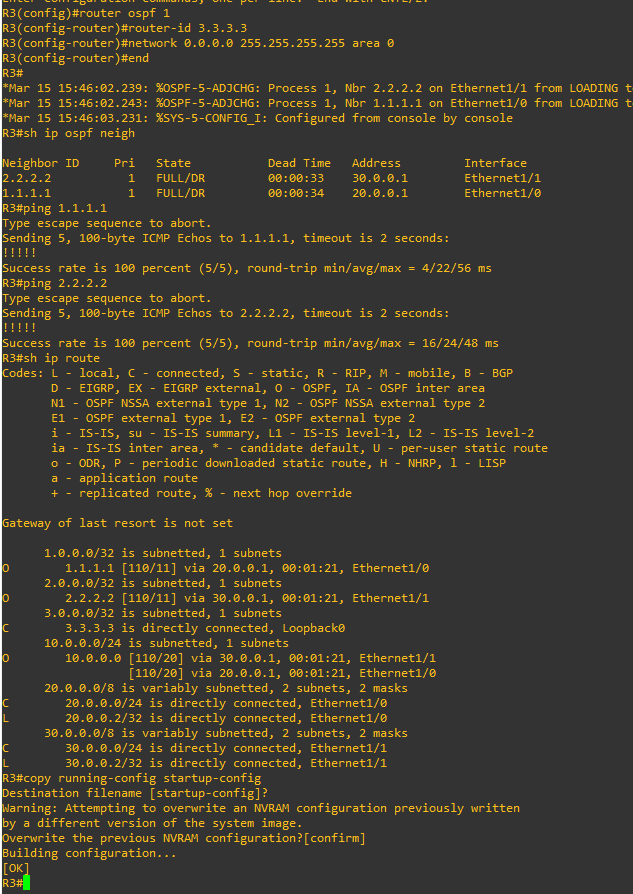 Enter configuration commands, one per line.  End with CNTL/Z.
R3(config)#router ospf 1
R3(config-router)#router-id 3.3.3.3
R3(config-router)#network 0.0.0.0 255.255.255.255 area 0
R3(config-router)#end
R3#
*Mar 15 15:46:02.239: %OSPF-5-ADJCHG: Process 1, Nbr 2.2.2.2 on Ethernet1/1 from LOADING t
*Mar 15 15:46:02.243: %OSPF-5-ADJCHG: Process 1, Nbr 1.1.1.1 on Ethernet1/0 from LOADING t
*Mar 15 15:46:03.231: %SYS-5-CONFIG_I: Configured from console by console
R3#sh ip ospf neigh
Neighbor ID     Pri   State           Dead Time   Address         Interface
2.2.2.2           1   FULL/DR         00:00:33    30.0.0.1        Ethernet1/1
1.1.1.1           1   FULL/DR         00:00:34    20.0.0.1        Ethernet1/0
R3#ping 1.1.1.1
Type escape sequence to abort.
Sending 5, 100-byte ICMP Echos to 1.1.1.1, timeout is 2 seconds:
!!!!!
Success rate is 100 percent (5/5), round-trip min/avg/max = 4/22/56 ms
R3#ping 2.2.2.2
Type escape sequence to abort.
Sending 5, 100-byte ICMP Echos to 2.2.2.2, timeout is 2 seconds:
!!!!!
Success rate is 100 percent (5/5), round-trip min/avg/max = 16/24/48 ms
R3#sh ip route
Codes: L - local, C - connected, S - static, R - RIP, M - mobile, B - BGP
       D - EIGRP, EX - EIGRP external, O - OSPF, IA - OSPF inter area
       N1 - OSPF NSSA external type 1, N2 - OSPF NSSA external type 2
       E1 - OSPF external type 1, E2 - OSPF external type 2
       i - IS-IS, su - IS-IS summary, L1 - IS-IS level-1, L2 - IS-IS level-2
       ia - IS-IS inter area, * - candidate default, U - per-user static route
       o - ODR, P - periodic downloaded static route, H - NHRP, l - LISP
       a - application route
       + - replicated route, % - next hop override
Gateway of last resort is not set
      1.0.0.0/32 is subnetted, 1 subnets
O        1.1.1.1 [110/11] via 20.0.0.1, 00:01:21, Ethernet1/0
      2.0.0.0/32 is subnetted, 1 subnets
O        2.2.2.2 [110/11] via 30.0.0.1, 00:01:21, Ethernet1/1
      3.0.0.0/32 is subnetted, 1 subnets
C        3.3.3.3 is directly connected, Loopback0
      10.0.0.0/24 is subnetted, 1 subnets
O        10.0.0.0 [110/20] via 30.0.0.1, 00:01:21, Ethernet1/1
                  [110/20] via 20.0.0.1, 00:01:21, Ethernet1/0
      20.0.0.0/8 is variably subnetted, 2 subnets, 2 masks
C        20.0.0.0/24 is directly connected, Ethernet1/0
L        20.0.0.2/32 is directly connected, Ethernet1/0
      30.0.0.0/8 is variably subnetted, 2 subnets, 2 masks
C        30.0.0.0/24 is directly connected, Ethernet1/1
L        30.0.0.2/32 is directly connected, Ethernet1/1
R3#copy running-config startup-config
Destination filename [startup-config]?
Warning: Attempting to overwrite an NVRAM configuration previously written
by a different version of the system image.
Overwrite the previous NVRAM configuration?[confirm]
Building configuration...
[OK]
R3#